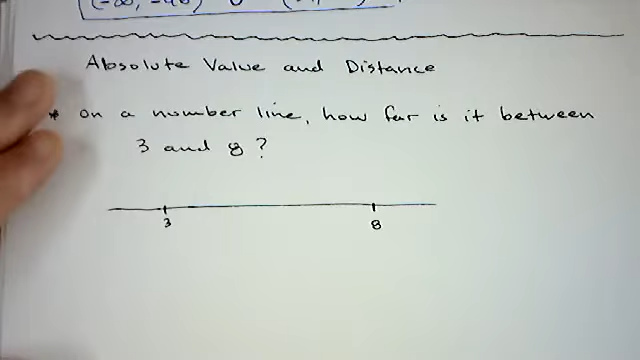 Absolute Value and Distance
* on a number line, how far is it between
3 and 8?
3 8